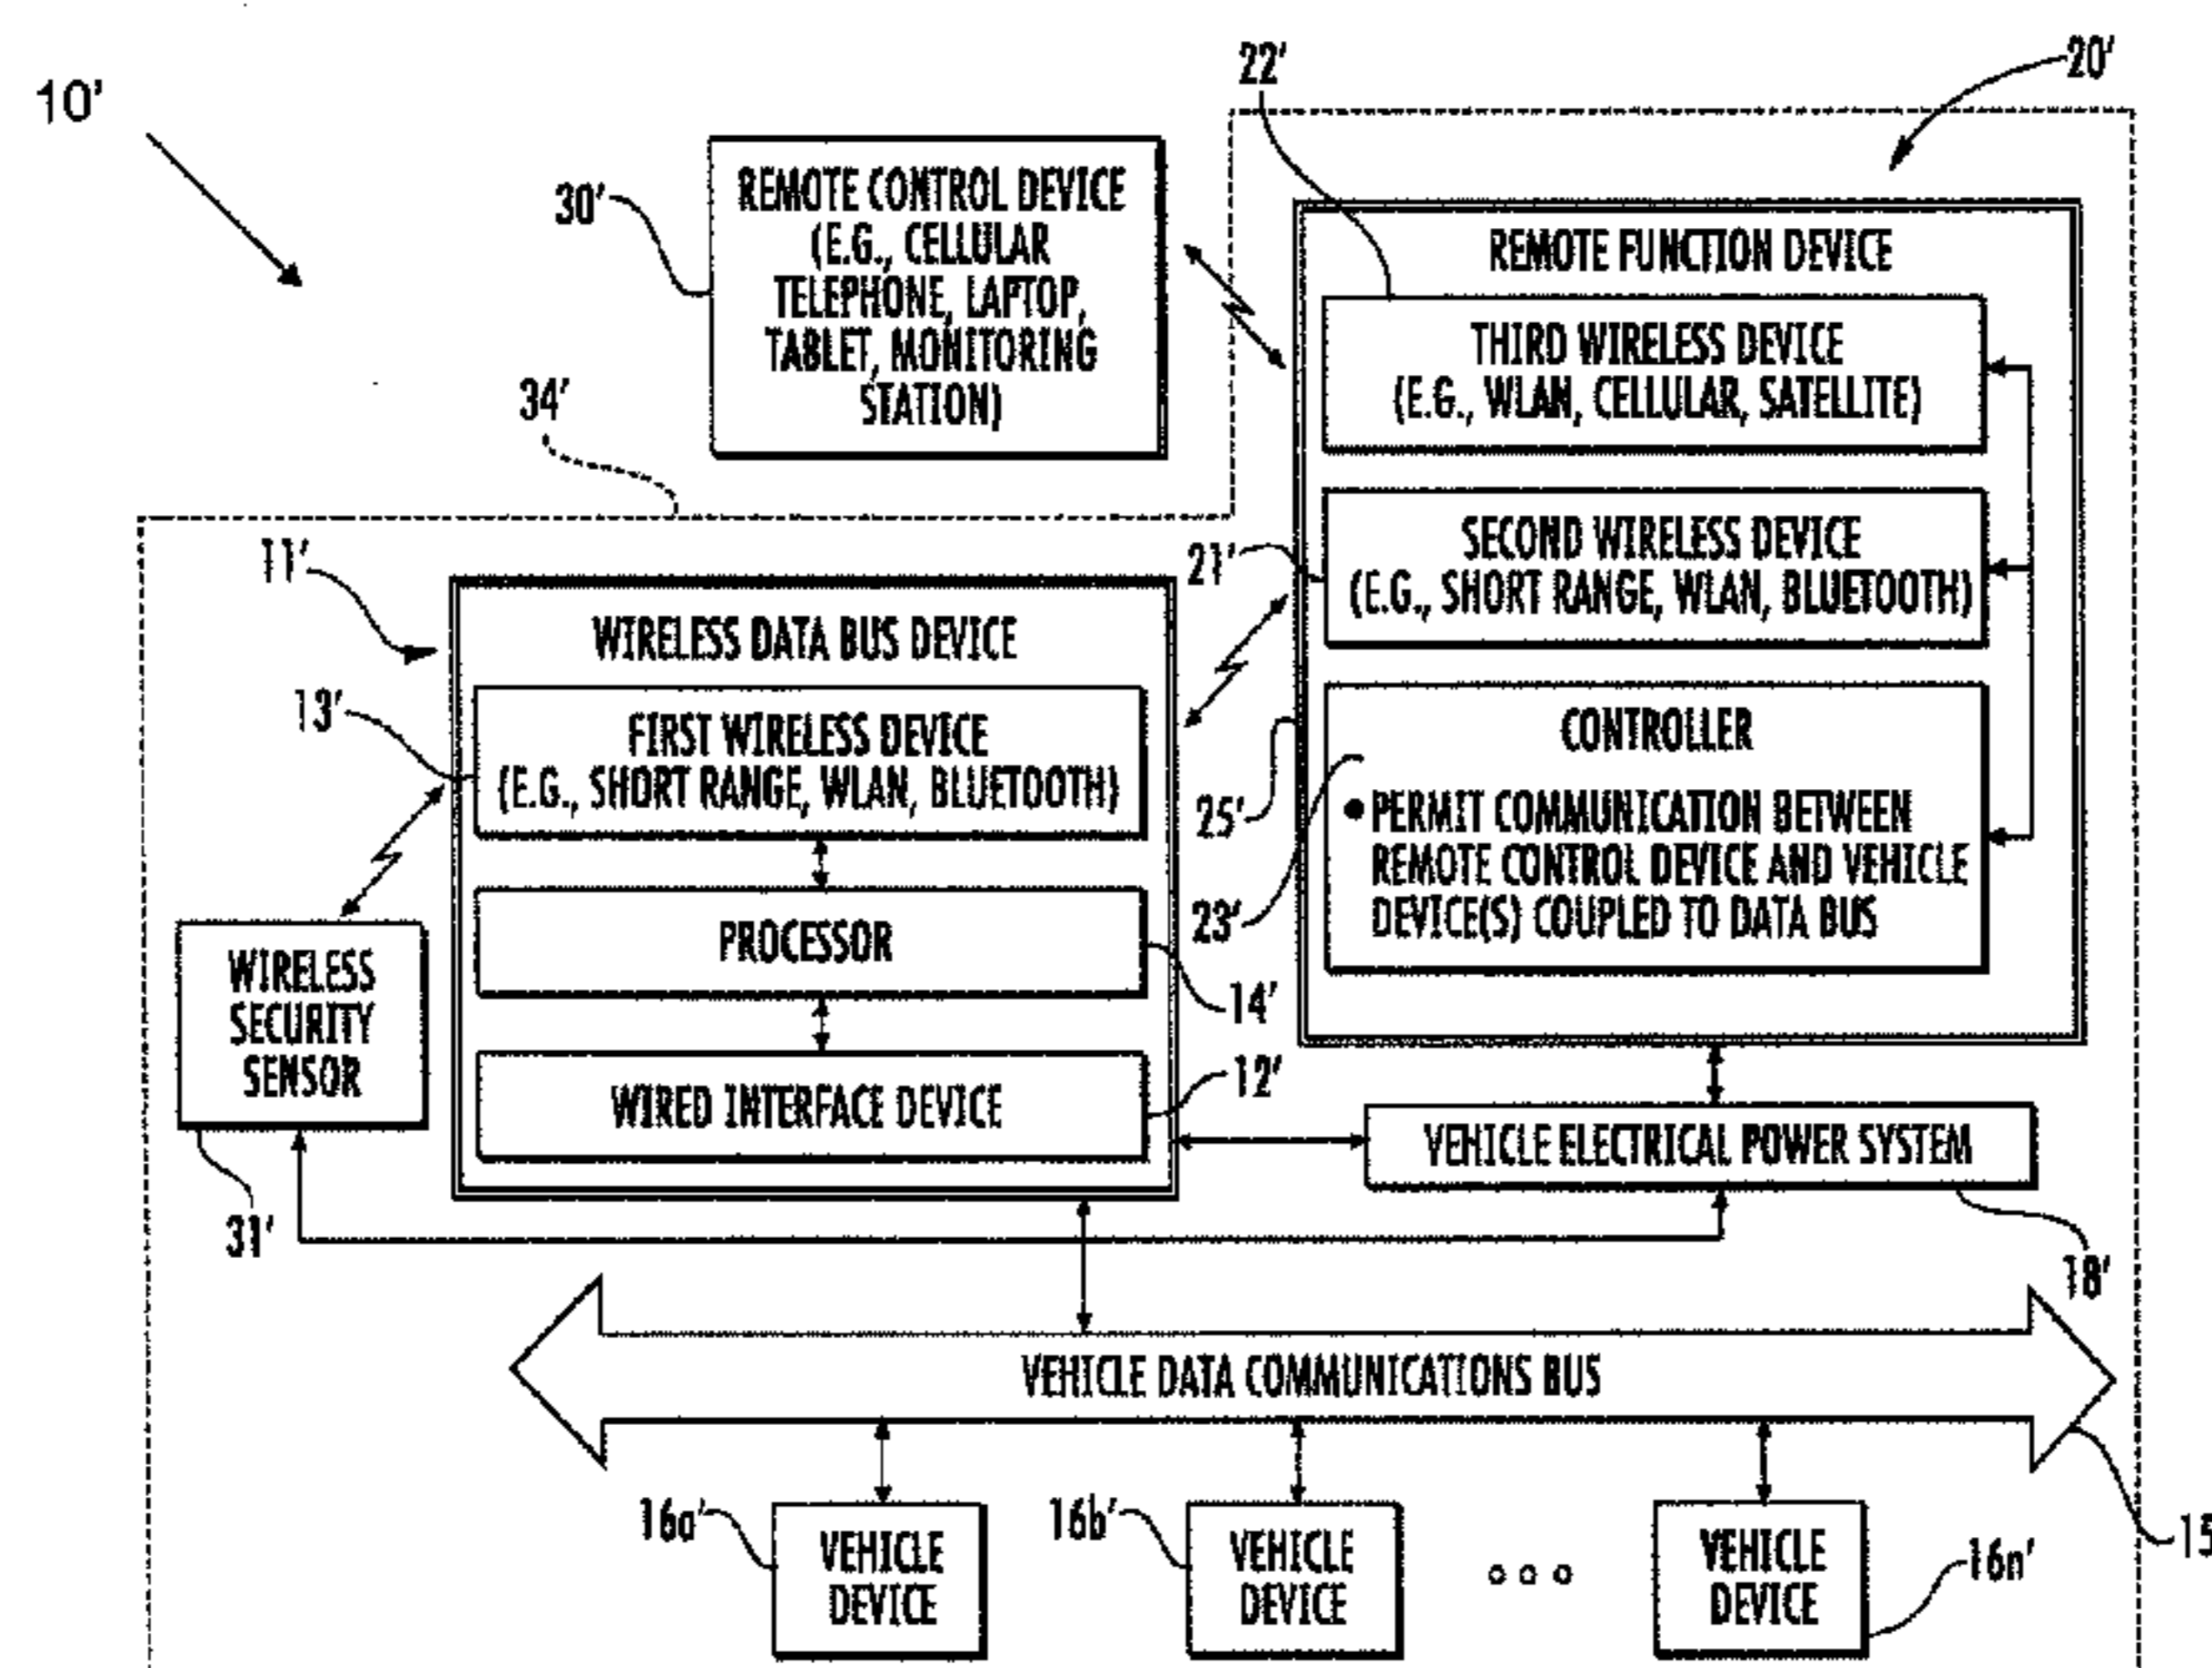 10'
22'
20'
30'
REMOTE CONTROL DEVICE
(E.G., CELLULAR
TELEPHONE, LAPTOP,
TABLET, MONITORING
STATION)
REMOTE FUNCTION DEVICE
THIRD WIRELESS DEVICE
(E.G., WLAN, CELLULAR, SATELLITE)
34'
21'
SECOND WIRELESS DEVICE
(E.G., SHORT RANGE, WLAN, BLUETOOTH)
11'
WIRELESS DATA BUS DEVICE
13'
FIRST WIRELESS DEVICE
(E.G., SHORT RANGE, WLAN, BLUETOOTH)
25'
CONTROLLER
• PERMIT COMMUNICATION BETWEEN
REMOTE CONTROL DEVICE AND VEHICLE
DEVICE(S) COUPLED TO DATA BUS
23'
PROCESSOR
14'
WIRELESS
SECURITY
SENSOR
31'
WIRED INTERFACE DEVICE
12'
VEHICLE ELECTRICAL POWER SYSTEM
18'
VEHICLE DATA COMMUNICATIONS BUS
15
16a'
VEHICLE
DEVICE
16b'
VEHICLE
DEVICE
VEHICLE
DEVICE
16n'